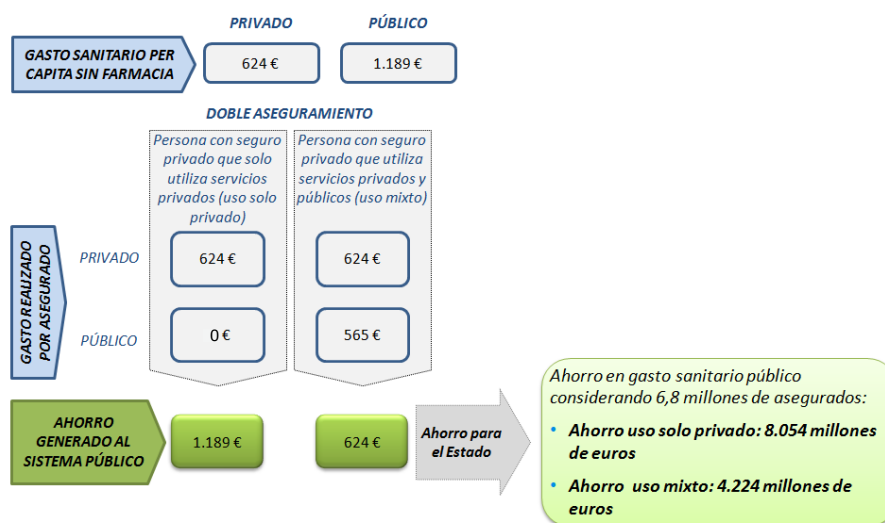 PRIVADO
PÚBLICO
GASTO SANITARIO PER
CAPITA SIN FARMACIA
624 €
1.189 €
DOBLE ASEGURAMIENTO
Persona con seguro
privado que solo
utiliza servicios
privados (uso solo
privado)
Persona con seguro
privado que utiliza
servicios privados y
públicos (uso mixto)
GASTO REALIZADO
POR ASEGURADO
PRIVADO
624 €
624 €
PÚBLICO
0 €
565 €
AHORRO
GENERADO AL
SISTEMA PÚBLICO
1.189 €
624 €
Ahorro para
el Estado
Ahorro en gasto sanitario público
considerando 6,8 millones de asegurados:
• Ahorro uso solo privado: 8.054 millones
de euros
• Ahorro uso mixto: 4.224 millones de
euros